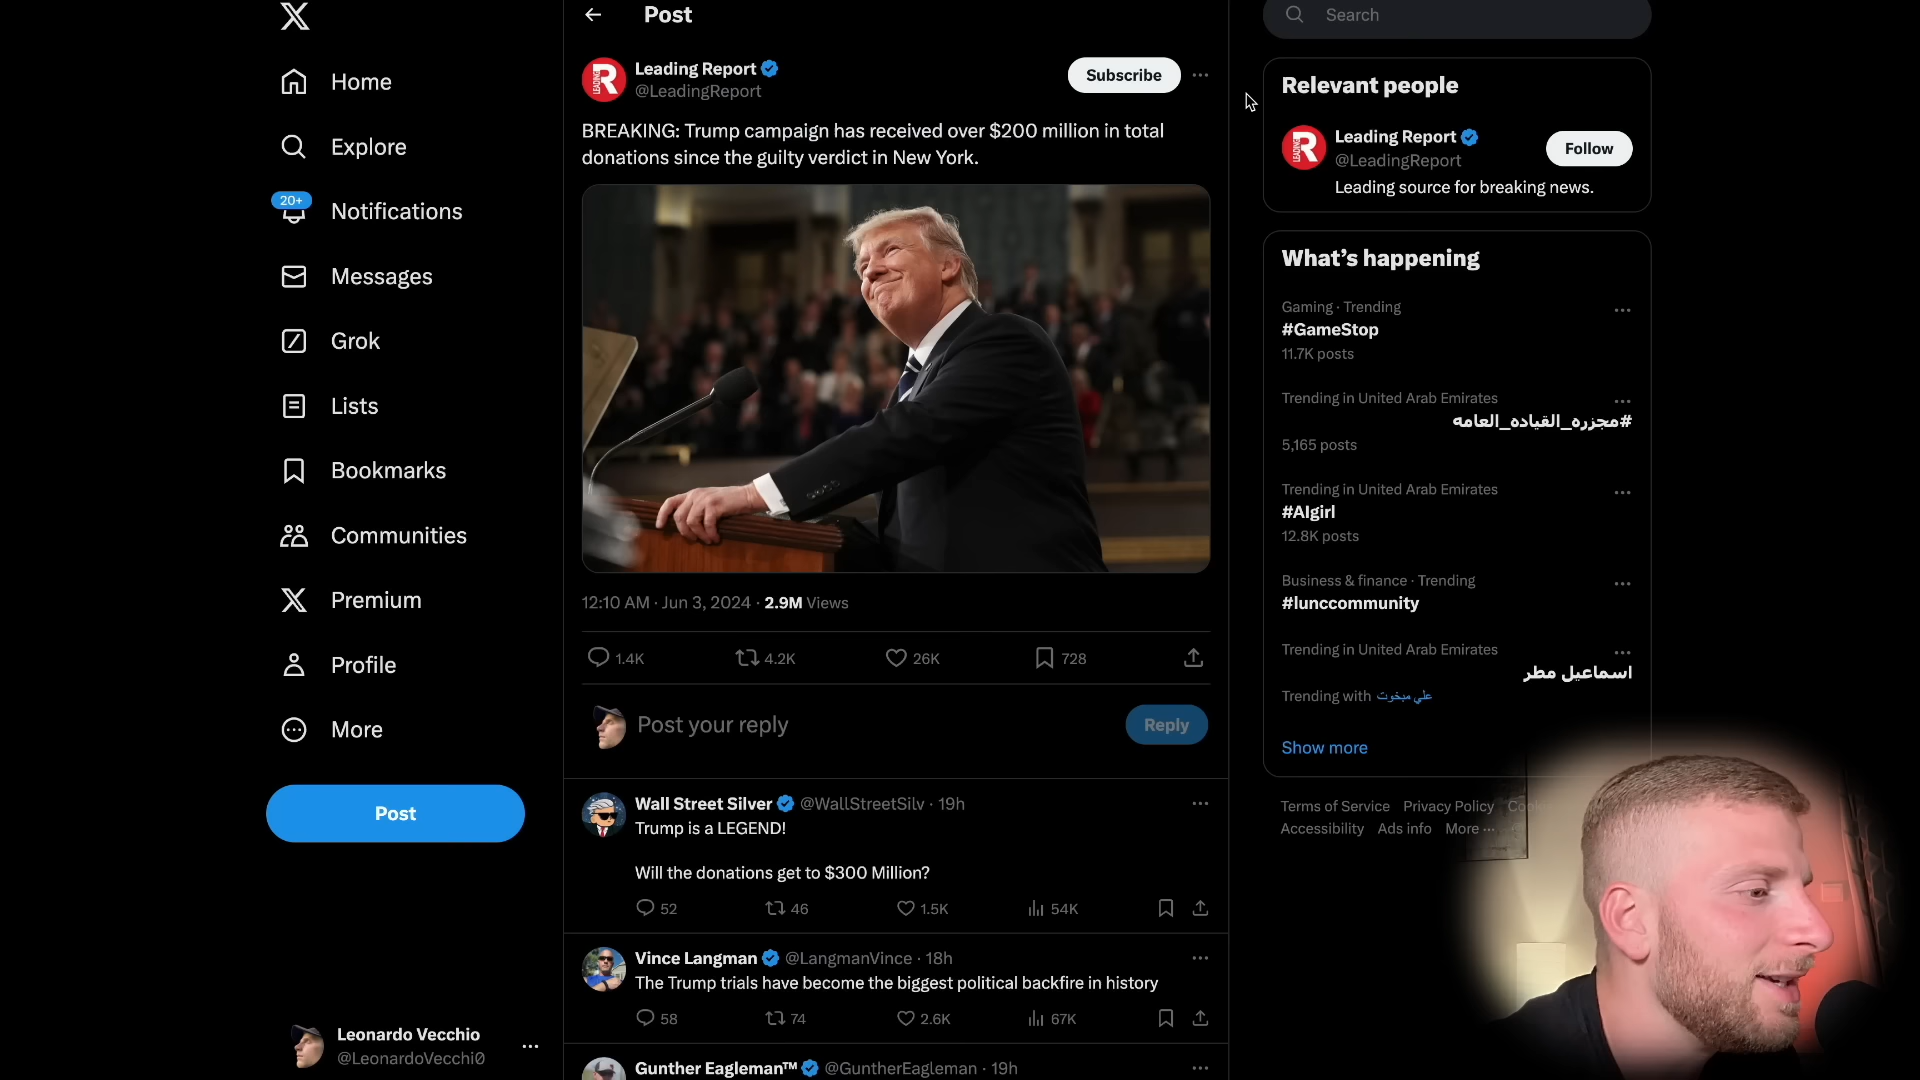 Home
Explore
20+
Notifications
Messages
Grok
Lists
Bookmarks
Communities
Premium
Profile
More
Post
Leonardo Vecchio
@LeonardoVecchi0
Post
Leading Report
@LeadingReport
Subscribe
BREAKING: Trump campaign has received over $200 million in total
donations since the guilty verdict in New York.
12:10 AM · Jun 3, 2024 · 2.9M Views
1.4K 4.2K 26K 728
Post your reply
Reply
Wall Street Silver @WallStreetSilv · 19h
Trump is a LEGEND!
Will the donations get to $300 Million?
52 46 1.5K 54K
Vince Langman @LangmanVince · 18h
The Trump trials have become the biggest political backfire in history
58 74 2.6K 67K
Gunther Eagleman™ @GuntherEagleman · 19h
Search
Relevant people
Leading Report
@LeadingReport
Follow
Leading source for breaking news.
What’s happening
Gaming · Trending
#GameStop
11.7K posts
Trending in United Arab Emirates
#مجزره_القياده_العامه
5,165 posts
Trending in United Arab Emirates
#AIgirl
12.8K posts
Business & finance · Trending
#lunccommunity
Trending in United Arab Emirates
اسماعيل مطر
Trending with علي مبخوت
Show more
Terms of Service Privacy Policy
Accessibility Ads info More ···